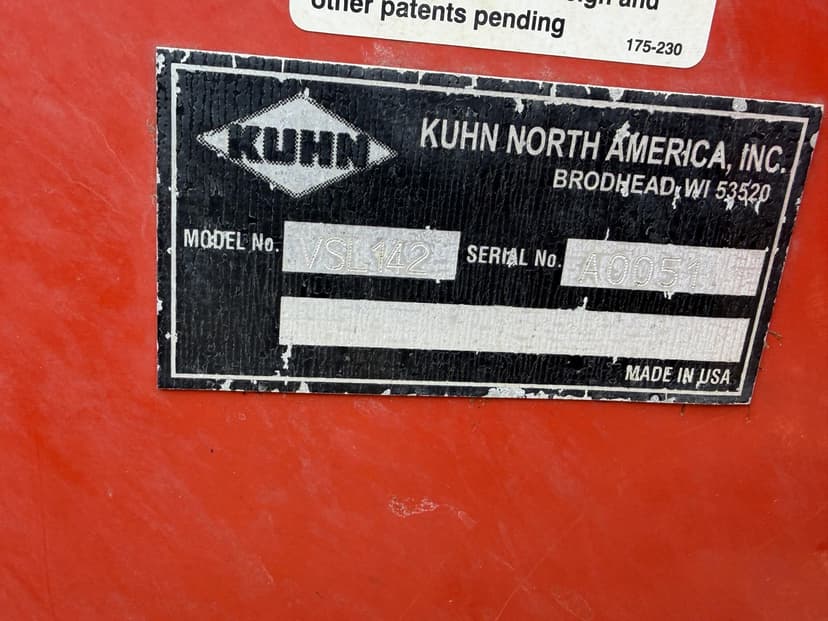 other patents pending
175-230
KUHN
KUHN NORTH AMERICA, INC.
BRODHEAD, WI 53520
MODEL No. VSL142 SERIAL No. A0051
MADE IN USA